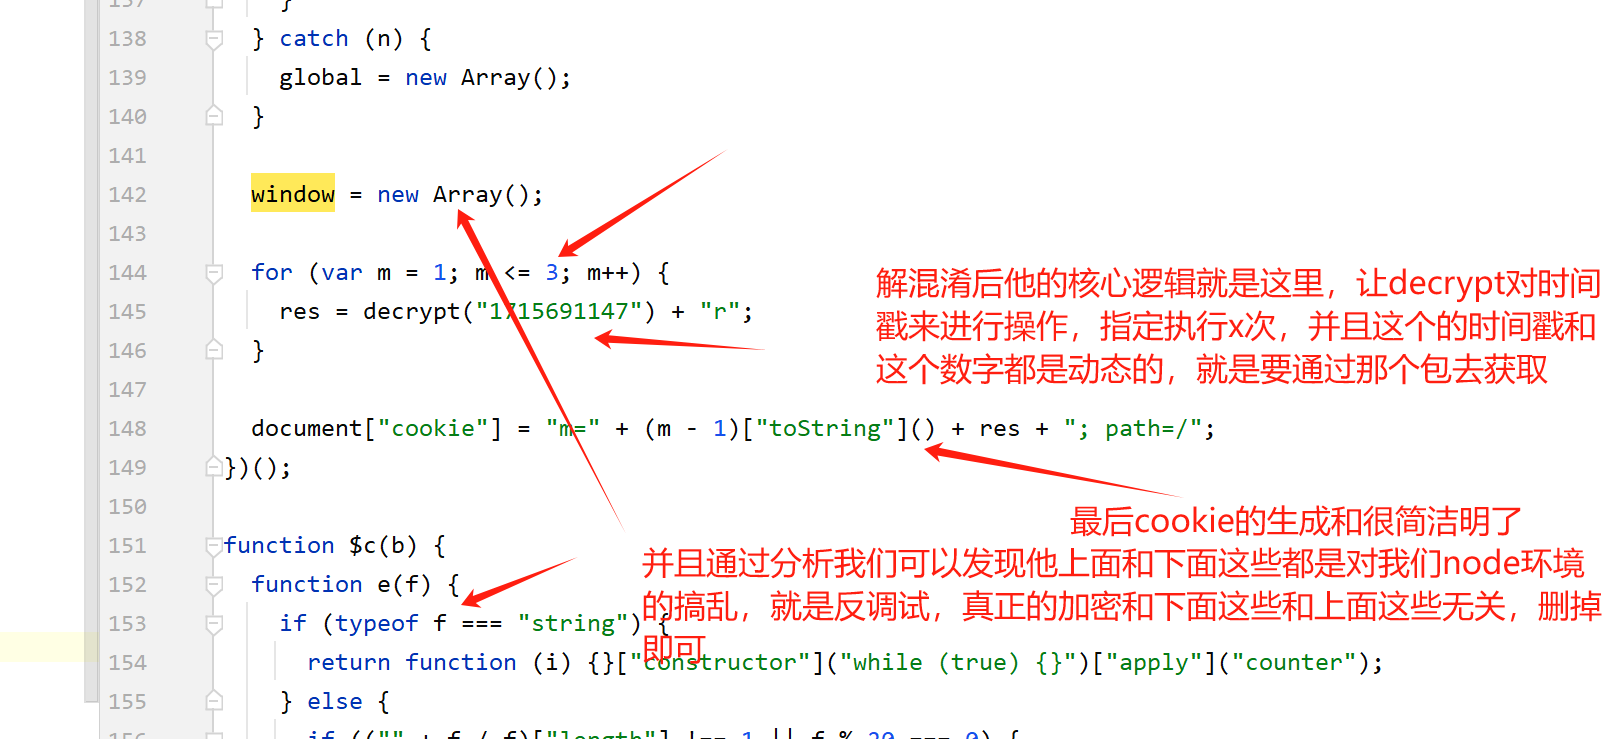 137 }
138 } catch (n) {
139 global = new Array();
140 }
141
142 window = new Array();
143
144 for (var m = 1; m <= 3; m++) {
145 res = decrypt("1715691147") + "r";
146 }
147
148 document["cookie"] = "m=" + (m - 1)["toString"]() + res + "; path=/";
149 })();
150
151 function $c(b) {
152 function e(f) {
153 if (typeof f === "string") {
154 return function (i) {}["constructor"]("while (true) {}")["apply"]("counter");
155 } else {
156 if (("" + f / f)["length"] !== 1 || f % 20 === 0) {
解混淆后他的核心逻辑就是这里，让decrypt对时间
戳来进行操作，指定执行x次，并且这个的时间戳和
这个数字都是动态的，就是要通过那个包去获取
最后cookie的生成和很简洁明了
并且通过分析我们可以发现他上面和下面这些都是对我们node环境
的搞乱，就是反调试，真正的加密和下面这些和上面这些无关，删掉
即可